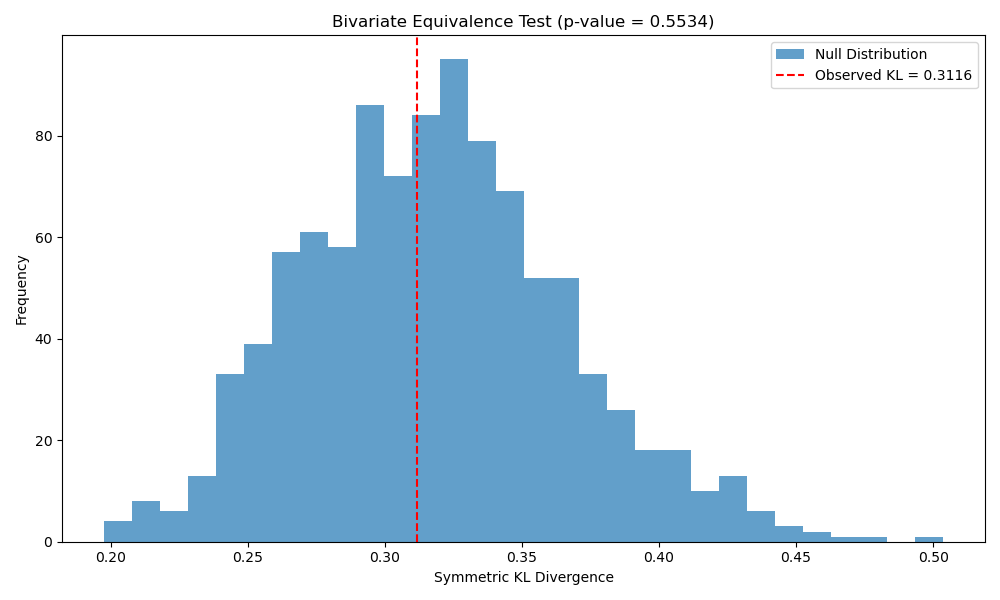 Bivariate Equivalence Test (p-value = 0.5534)
Null Distribution
Observed KL = 0.3116
Frequency
80
60
40
20
0
0.20 0.25 0.30 0.35 0.40 0.45 0.50
Symmetric KL Divergence